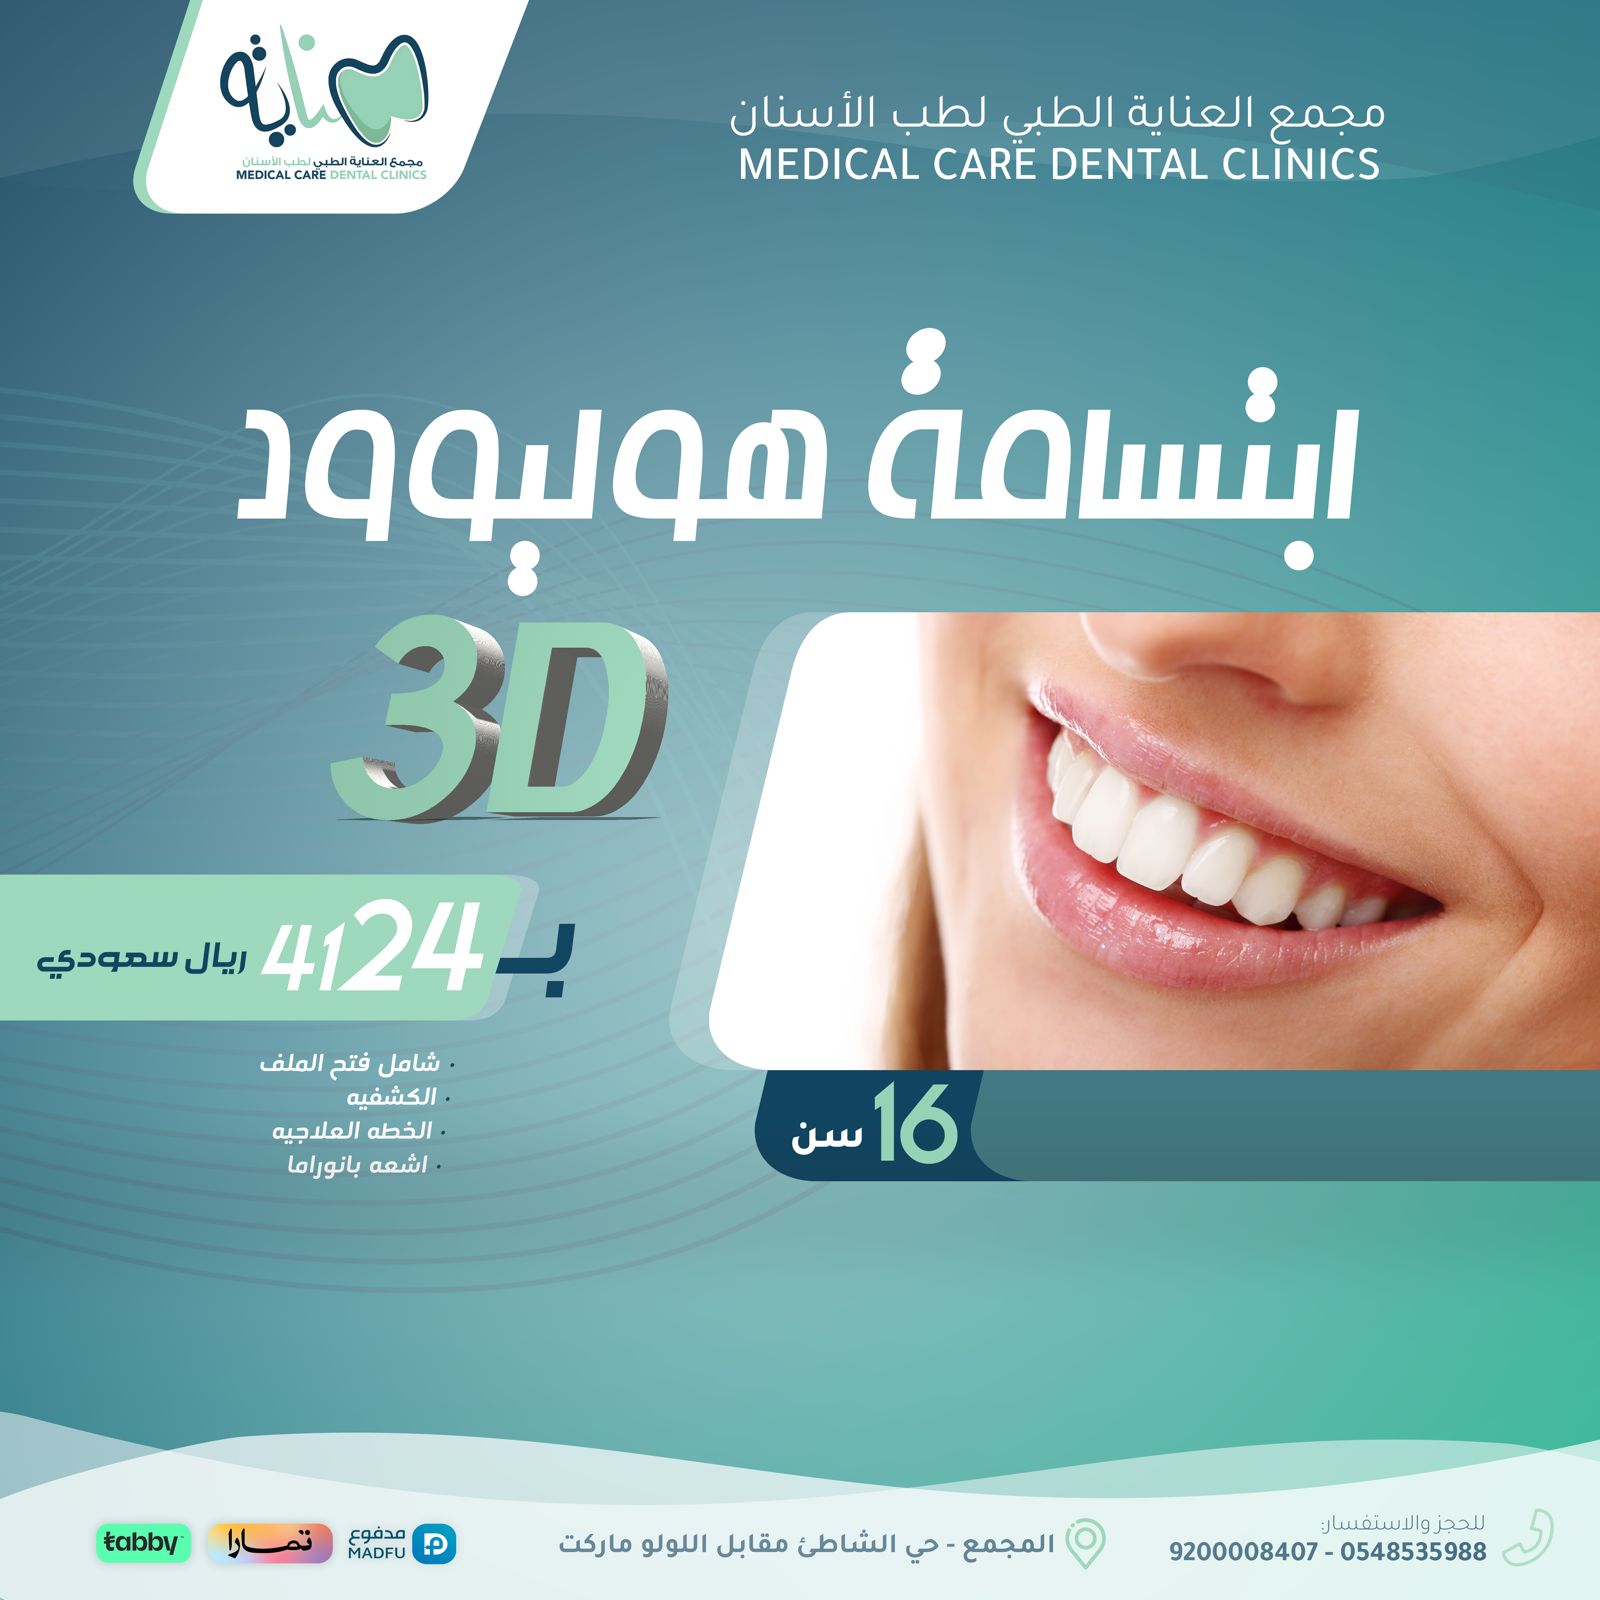 عناية
مجمع العناية الطبي لطب الأسنان
MEDICAL CARE DENTAL CLINICS
مجمع العناية الطبي لطب الأسنان
MEDICAL CARE DENTAL CLINICS
ابتسامة هوليوود
3D
بـ 4124 ريال سعودي
· شامل فتح الملف
· الكشفيه
· الخطه العلاجيه
· اشعه بانوراما
16 سن
للحجز والاستفسار:
9200008407 - 0548535988
المجمع - حي الشاطئ مقابل اللولو ماركت
مدفوع
MADFU
تمارا
tabby